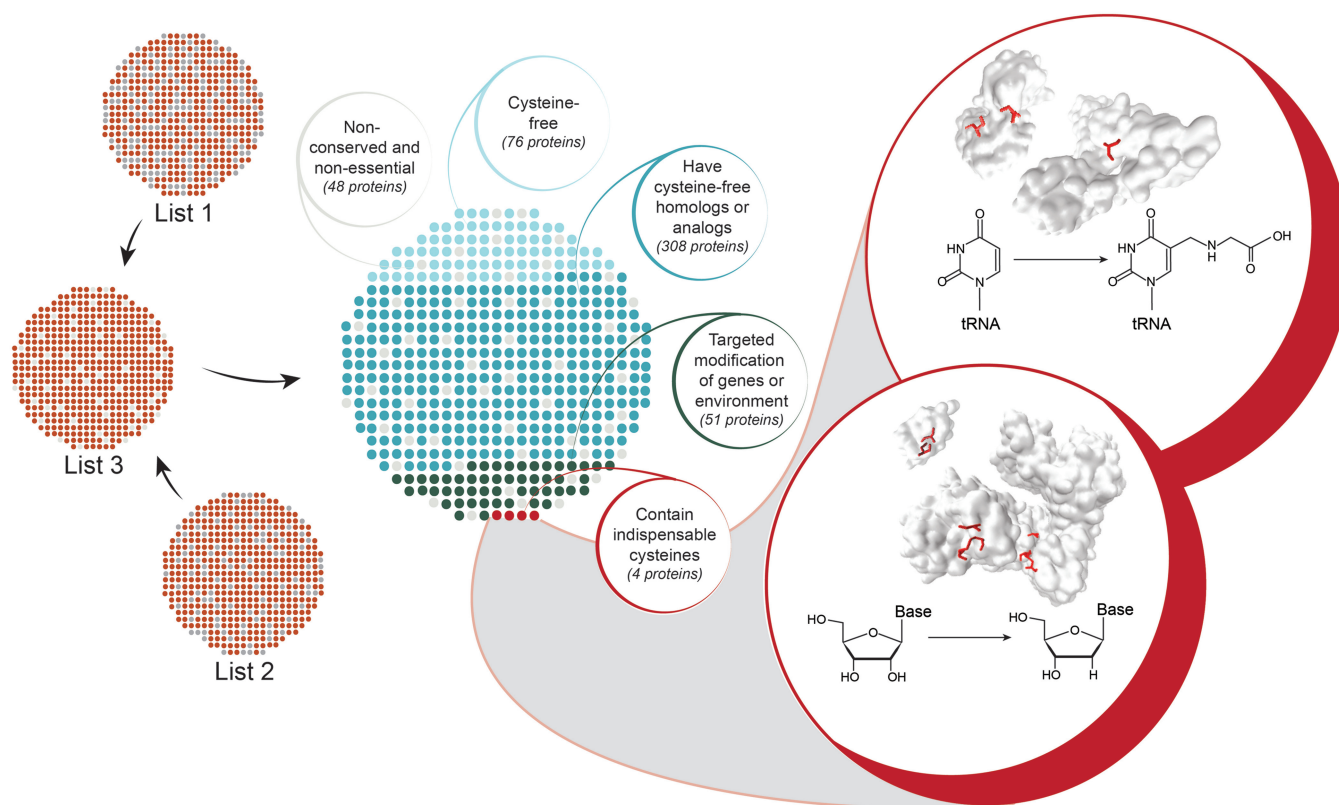 List 1
List 3
List 2
Non-
conserved and
non-essential
(48 proteins)
Cysteine-
free
(76 proteins)
Have
cysteine-free
homologs or
analogs
(308 proteins)
Targeted
modification
of genes or
environment
(51 proteins)
Contain
indispensable
cysteines
(4 proteins)
O
HN
O
N
tRNA
O
HN
O
N
N
H
O
OH
tRNA
HO
O
Base
HO
OH
HO
O
Base
HO
H